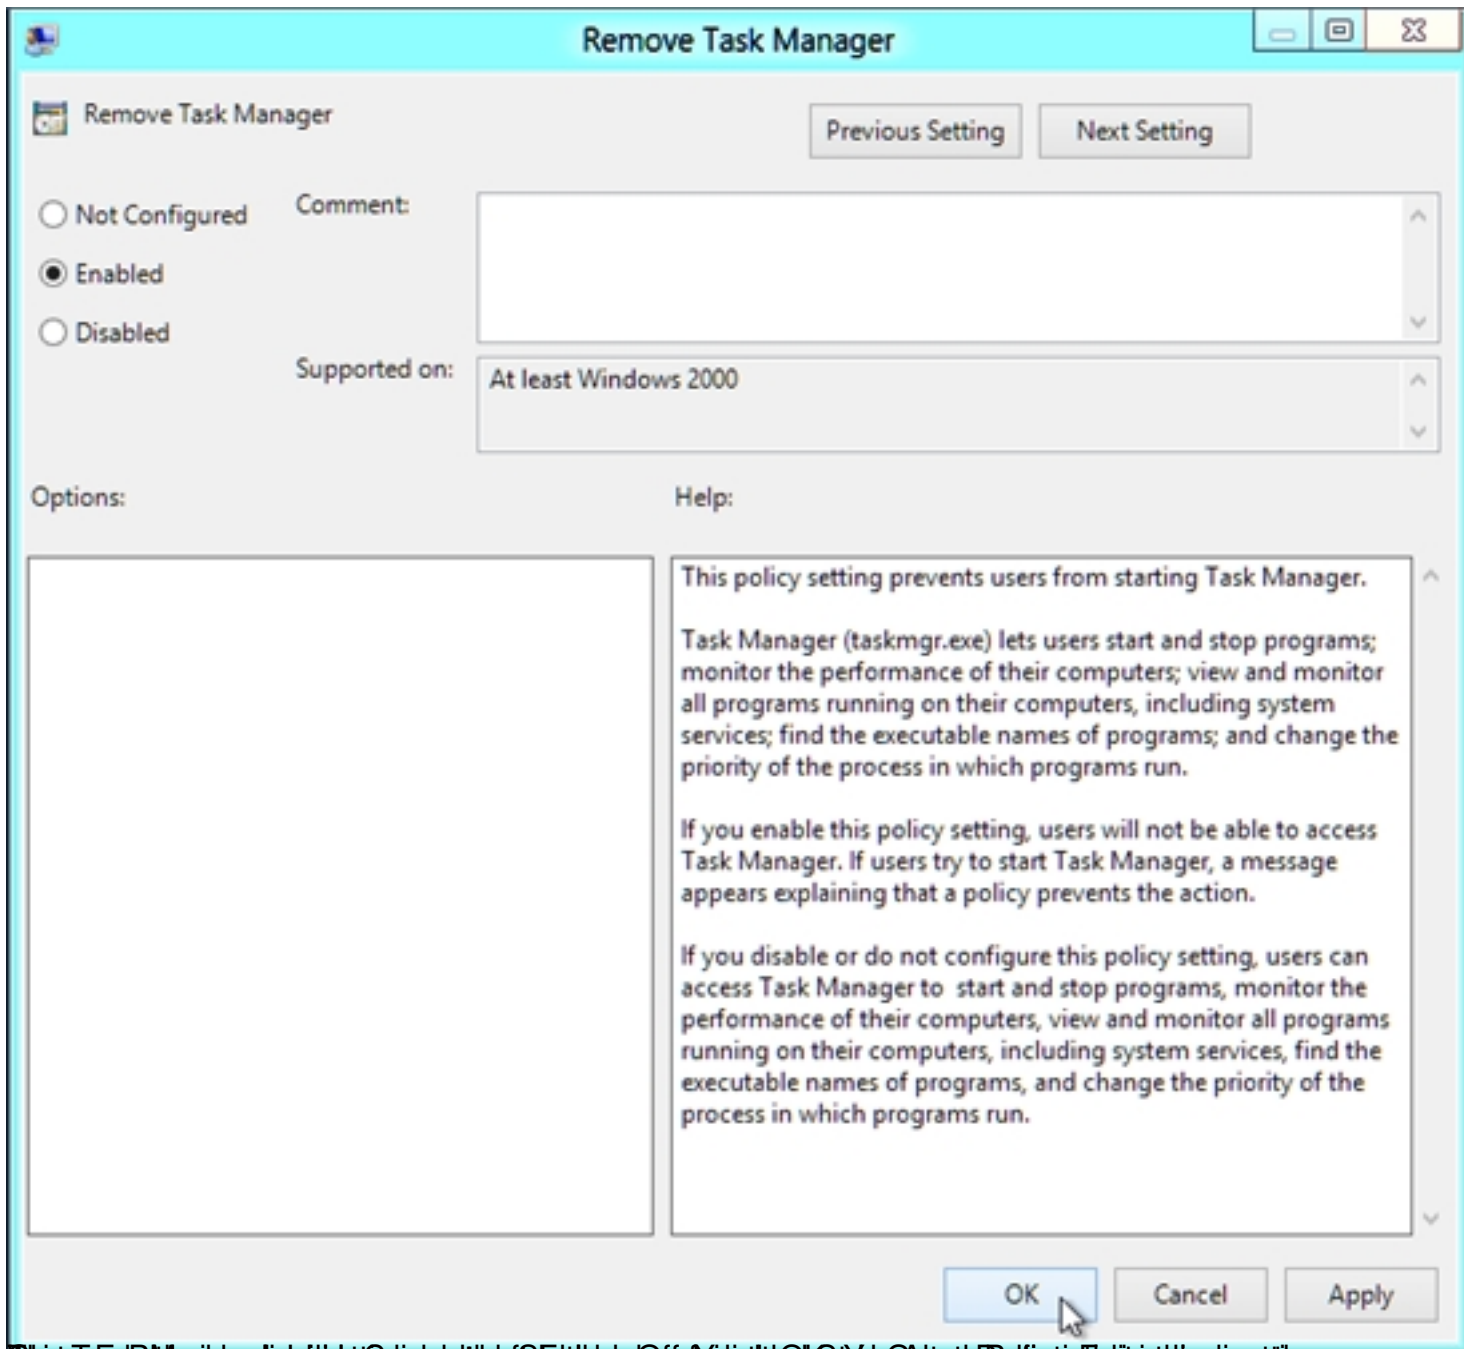 Remove Task Manager
Remove Task Manager
Previous Setting
Next Setting
Not Configured
Comment:
Enabled
Disabled
Supported on:
At least Windows 2000
Options:
Help:
This policy setting prevents users from starting Task Manager.
Task Manager (taskmgr.exe) lets users start and stop programs;
monitor the performance of their computers; view and monitor
all programs running on their computers, including system
services; find the executable names of programs; and change the
priority of the process in which programs run.
If you enable this policy setting, users will not be able to access
Task Manager. If users try to start Task Manager, a message
appears explaining that a policy prevents the action.
If you disable or do not configure this policy setting, users can
access Task Manager to  start and stop programs, monitor the
performance of their computers, view and monitor all programs
running on their computers, including system services, find the
executable names of programs, and change the priority of the
process in which programs run.
OK
Cancel
Apply